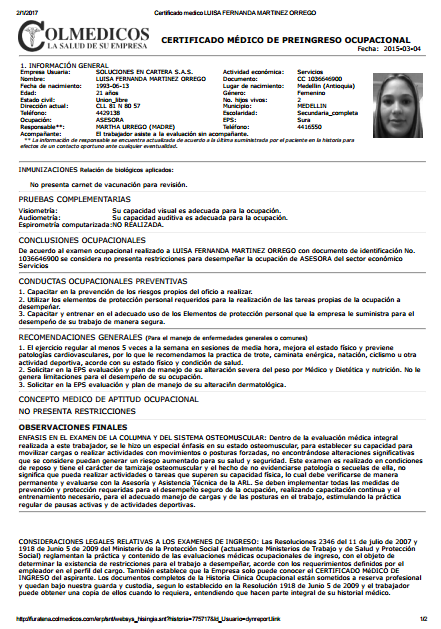 2/1/2017 Certificado medico LUISA FERNANDA MARTINEZ ORREGO
COLMEDICOS
LA SALUD DE SU EMPRESA
CERTIFICADO MÉDICO DE PREINGRESO OCUPACIONAL
Fecha: 2015-03-04
1. INFORMACIÓN GENERAL
Empresa Usuaria: SOLUCIONES EN CARTERA S.A.S. Actividad económica: Servicios
Nombre: LUISA FERNANDA MARTINEZ ORREGO Documento: CC 1036646900
Fecha de nacimiento: 1993-06-13 Lugar de nacimiento: Medellin (Antioquia)
Edad: 21 años Género: Femenino
Estado civil: Union_libre No. hijos vivos: 2
Dirección actual: CLL 81 N 80 57 Municipio: MEDELLIN
Teléfono: 4429138 Escolaridad: Secundaria_completa
Ocupación: ASESORA EPS: Sura
Responsable**: MARTHA URREGO (MADRE) Teléfono: 4416550
Acompañante: El trabajador asiste a la evaluación sin acompañante.
** La información de responsable se encuentra actualizada de acuerdo a la última suministrada por el paciente en la historia para
efectos de un contacto oportuno ante cualquier eventualidad.
INMUNIZACIONES Relación de biológicos aplicados:
No presenta carnet de vacunación para revisión.
PRUEBAS COMPLEMENTARIAS
Visiometría: Su capacidad visual es adecuada para la ocupación.
Audiometría: Su capacidad auditiva es adecuada para la ocupación.
Espirometría computarizada: NO REALIZADA.
CONCLUSIONES OCUPACIONALES
De acuerdo al examen ocupacional realizado a LUISA FERNANDA MARTINEZ ORREGO con documento de identificación No.
1036646900 se considera no presenta restricciones para desempeñar la ocupación de ASESORA del sector económico
Servicios
CONDUCTAS OCUPACIONALES PREVENTIVAS
1. Capacitar en la prevención de los riesgos propios del oficio a realizar.
2. Utilizar los elementos de protección personal requeridos para la realización de las tareas propias de la ocupación a
desempeñar.
3. Capacitar y entrenar en el adecuado uso de los Elementos de protección personal que la empresa le suministra para el
desempeño de su trabajo de manera segura.
RECOMENDACIONES GENERALES (Para el manejo de enfermedades generales o comunes)
1. El ejercicio regular al menos 5 veces a la semana en sesiones de media hora, mejora el estado físico y previene
patologías cardiovasculares, por lo que le recomendamos la practica de trote, caminata enérgica, natación, ciclismo u otra
actividad deportiva, acorde con su estado físico y condición de salud.
2. Solicitar en la EPS evaluación y plan de manejo de su alteración severa del peso por Médico y Dietética y nutrición. No le
genera limitaciones para el desempeño de su ocupación.
3. Solicitar en la EPS evaluación y plan de manejo de su alteración dermatológica.
CONCEPTO MEDICO DE APTITUD OCUPACIONAL
NO PRESENTA RESTRICCIONES
OBSERVACIONES FINALES
ENFASIS EN EL EXAMEN DE LA COLUMNA Y DEL SISTEMA OSTEOMUSCULAR: Dentro de la evaluación médica integral
realizada a este trabajador, se le hizo un especial énfasis en su estado osteomuscular, para establecer su capacidad para
movilizar cargas o realizar actividades con movimientos o posturas forzadas, no encontrándose alteraciones significativas
que se considere puedan generar un riesgo aumentado para su salud y seguridad. Este examen es realizado en condiciones
de reposo y tiene el carácter de tamizaje osteomuscular y el hecho de no evidenciarse patología o secuelas de ella, no
significa que pueda realizar actividades o tareas que superen su capacidad física, lo cual debe verificarse de manera
permanente y evaluarse con la Asesoría y Asistencia Técnica de la ARL. Se deben implementar todas las medidas de
prevención y protección requeridas para el desempeño seguro de la ocupación, realizando capacitación continua y el
entrenamiento necesario, para el adecuado manejo de cargas y de las posturas en el trabajo, estimulando la práctica
regular de pausas activas y de actividades deportivas.
CONSIDERACIONES LEGALES RELATIVAS A LOS EXAMENES DE INGRESO: Las Resoluciones 2346 del 11 de julio de 2007 y
1918 de Junio 5 de 2009 del Ministerio de la Protección Social (actualmente Ministerios de Trabajo y de Salud y Protección
Social) reglamentan la práctica y contenido de las evaluaciones médicas ocupacionales de ingreso, con el objeto de
determinar la existencia de restricciones para el trabajo a desempeñar, acorde con los requerimientos definidos por el
empleador en el perfil del cargo. También establece que la Empresa solo puede conocer el CERTIFICADO MÉDICO DE
INGRESO del aspirante. Los documentos completos de la Historia Clínica Ocupacional están sometidos a reserva profesional
y quedan bajo nuestra guarda y custodia, según lo establecido en la Resolución 1918 de Junio 5 de 2009 y el trabajador
puede obtener una copia de ellos cuando lo requiera, entendiendo que hacen parte integral de su historial médico.
1/2